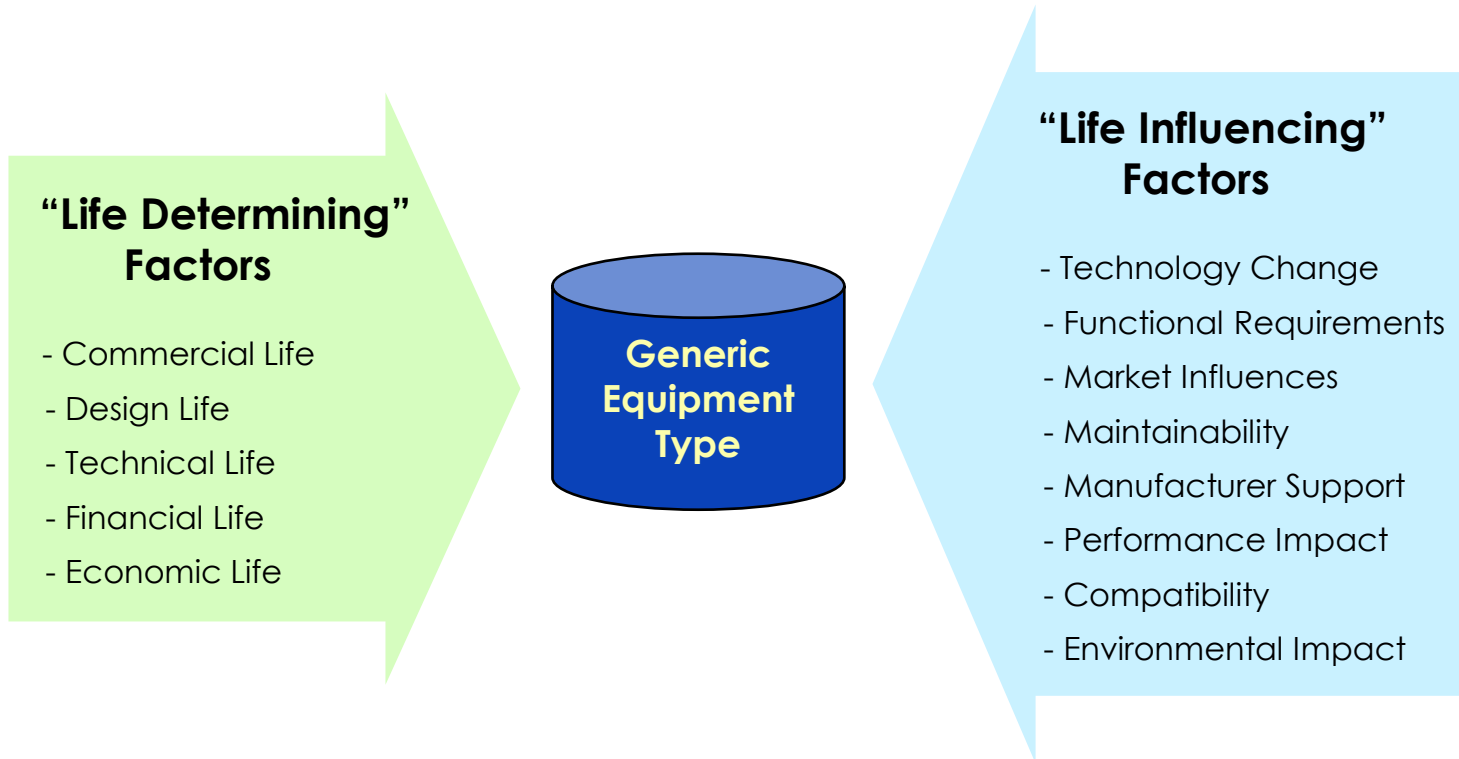 “Life Determining”
Factors
- Commercial Life
- Design Life
- Technical Life
- Financial Life
- Economic Life
Generic
Equipment
Type
“Life Influencing”
Factors
- Technology Change
- Functional Requirements
- Market Influences
- Maintainability
- Manufacturer Support
- Performance Impact
- Compatibility
- Environmental Impact